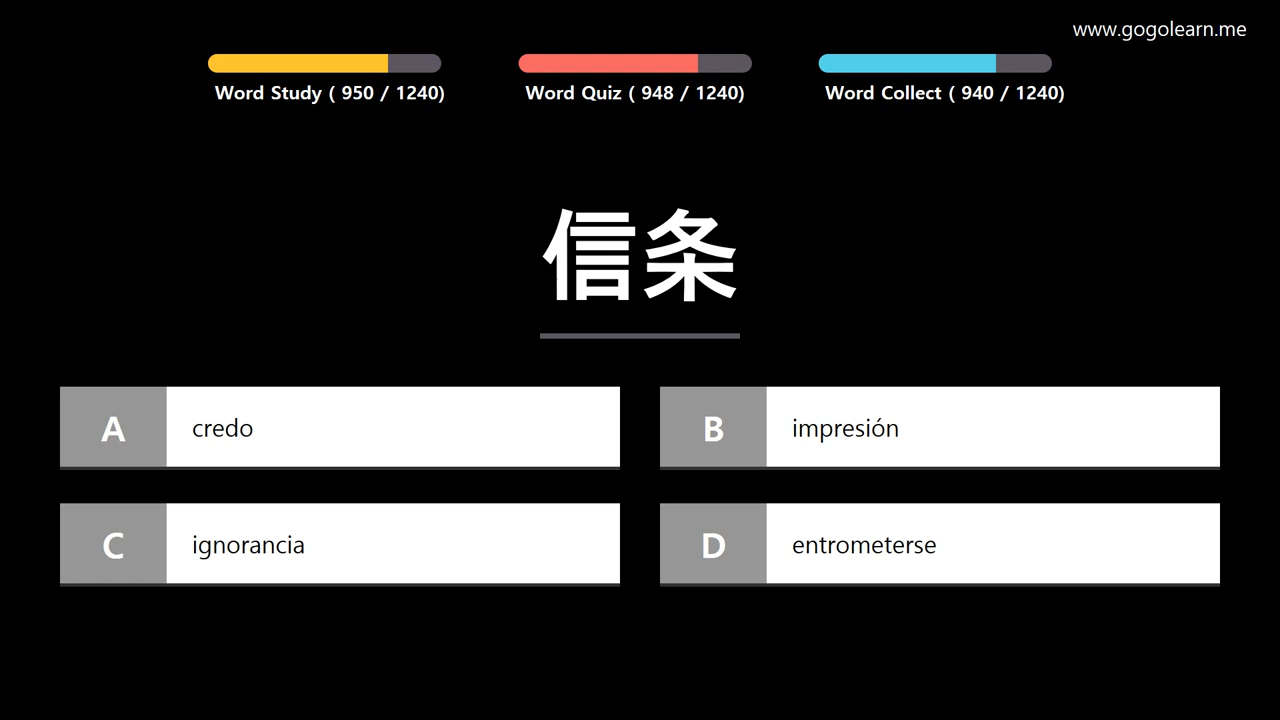 www.gogolearn.me
Word Study ( 950 / 1240)
Word Quiz ( 948 / 1240)
Word Collect ( 940 / 1240)
信条
A credo
B impresión
C ignorancia
D entrometerse